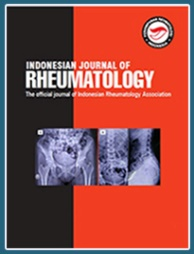 INDONESIAN JOURNAL OF
RHEUMATOLOGY
The official journal of Indonesian Rheumatology Association